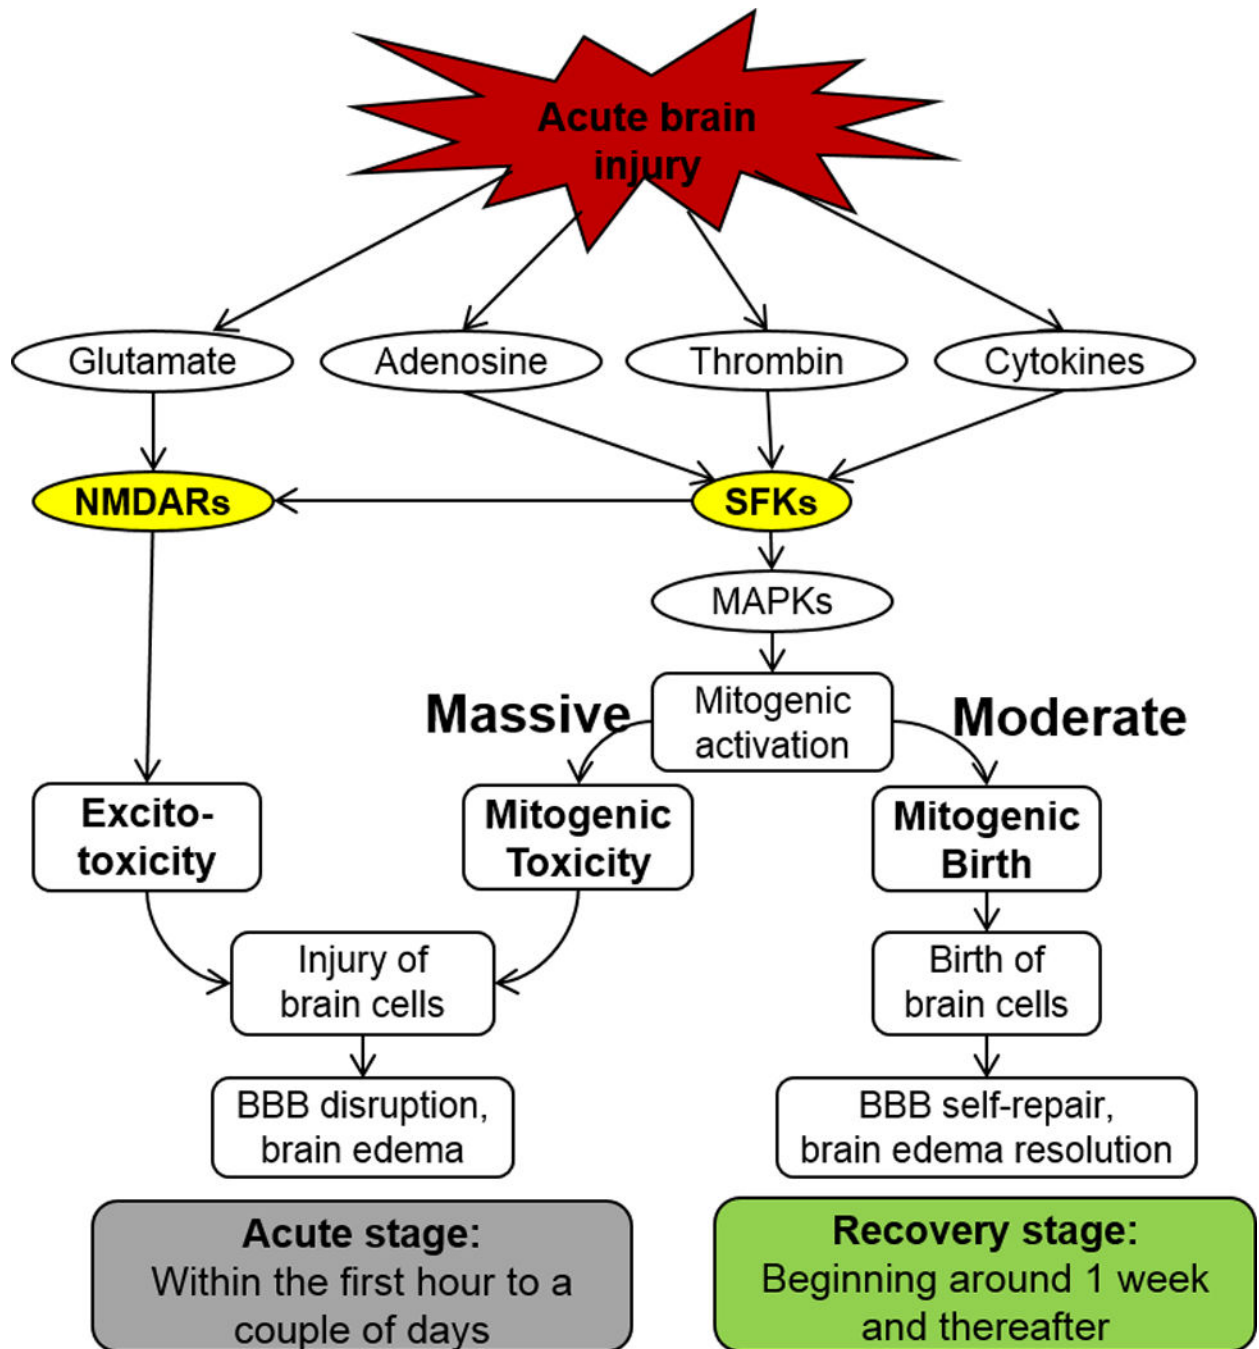 Acute brain
injury
Glutamate
Adenosine
Thrombin
Cytokines
NMDARs
SFKs
MAPKs
Massive
Mitogenic
activation
Moderate
Excito-
toxicity
Mitogenic
Toxicity
Mitogenic
Birth
Injury of
brain cells
Birth of
brain cells
BBB disruption,
brain edema
BBB self-repair,
brain edema resolution
Acute stage:
Within the first hour to a
couple of days
Recovery stage:
Beginning around 1 week
and thereafter